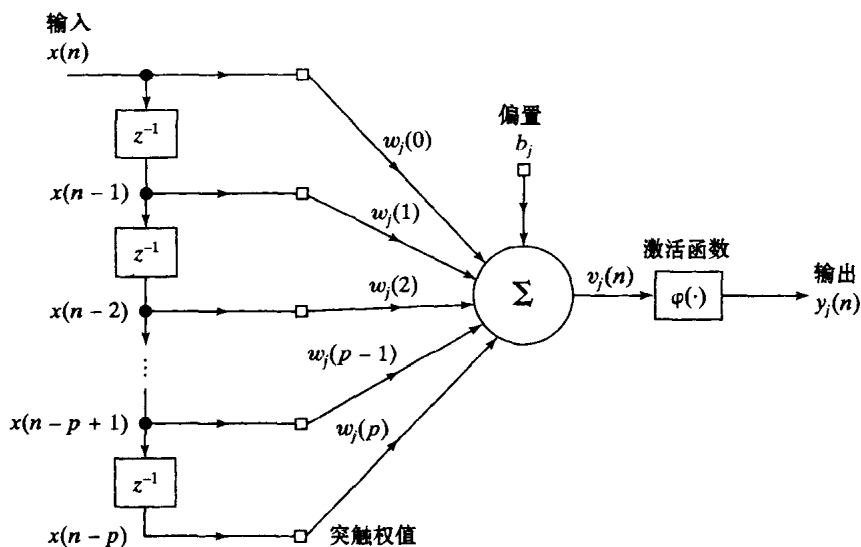 输入
x(n)
z⁻¹
x(n − 1)
z⁻¹
x(n − 2)
⋮
x(n − p + 1)
z⁻¹
x(n − p)
w_j(0)
w_j(1)
w_j(2)
w_j(p − 1)
w_j(p)
突触权值
偏置
b_j
Σ
v_j(n)
激活函数
φ(·)
输出
y_j(n)